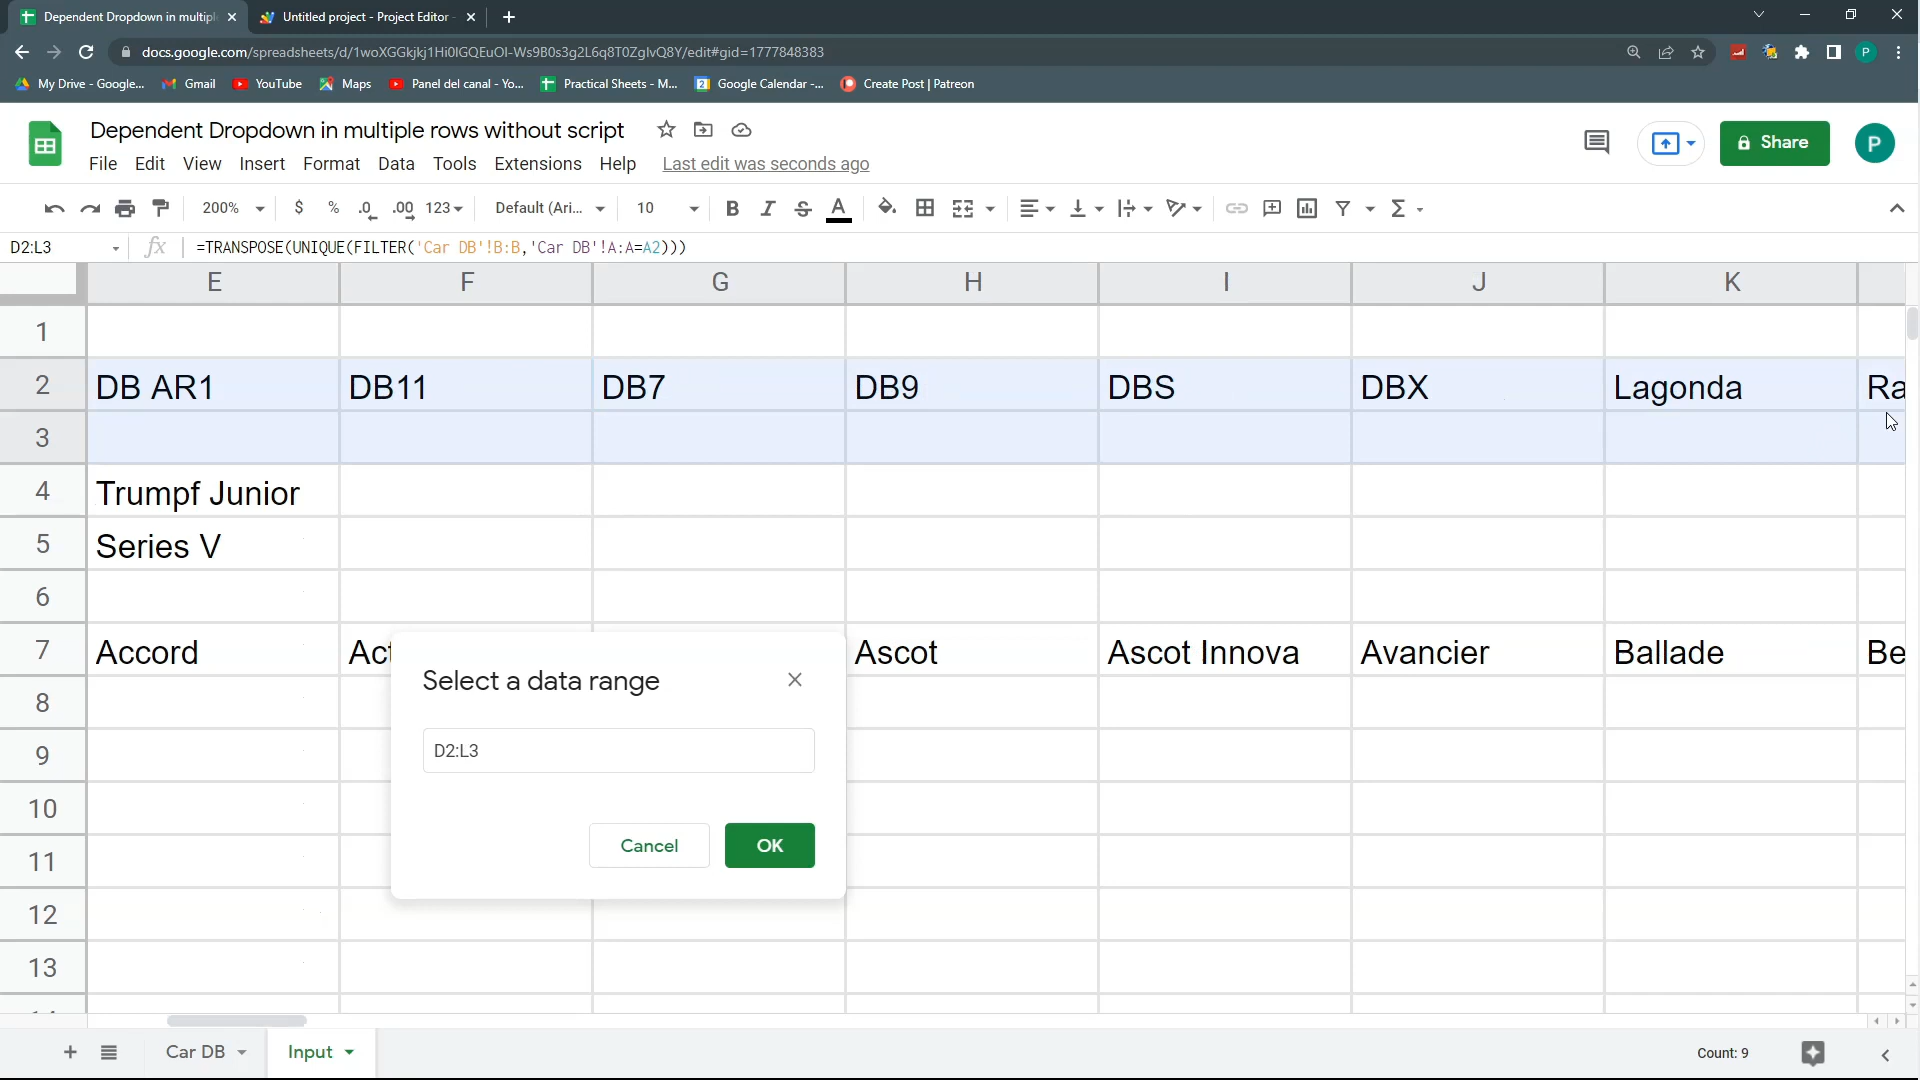 Dependent Dropdown in multipl
Untitled project - Project Editor
docs.google.com/spreadsheets/d/1woXGGkjkj1Hi0IGQEuOI-Ws9B0s3g2L6q8T0ZglvQ8Y/edit#gid=1777848383
P
My Drive - Google...
Gmail
YouTube
Maps
Panel del canal - Yo...
Practical Sheets - M...
Google Calendar -...
Create Post | Patreon
Dependent Dropdown in multiple rows without script
File Edit View Insert Format Data Tools Extensions Help Last edit was seconds ago
Share
P
200% $ % .0 .00 123 Default (Ari... 10 B I S A Σ
D2:L3 fx =TRANSPOSE(UNIQUE(FILTER('Car DB'!B:B,'Car DB'!A:A=A2)))
E F G H I J K
1
2 DB AR1 DB11 DB7 DB9 DBS DBX Lagonda Ra
3
4 Trumpf Junior
5 Series V
6
7 Accord Act Ascot Ascot Innova Avancier Ballade Be
8
9
10
11
12
13
Select a data range
D2:L3
Cancel OK
Car DB Input Count: 9